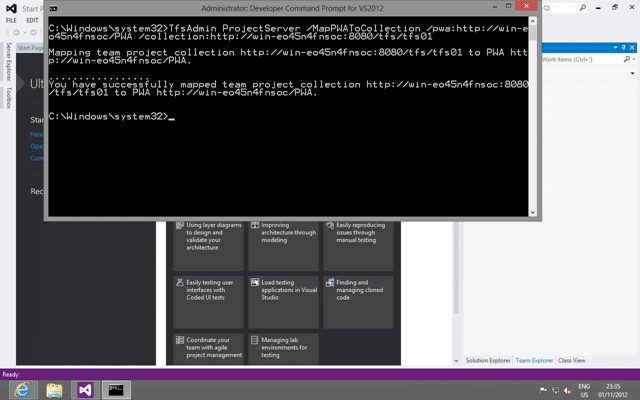 Administrator: Developer Command Prompt for VS2012
C:\Windows\system32>TfsAdmin ProjectServer /MapPWAToCollection /pwa:http://win-e
o45n4fnsoc/PWA /collection:http://win-eo45n4fnsoc:8080/tfs/tfs01
Mapping team project collection http://win-eo45n4fnsoc:8080/tfs/tfs01 to PWA htt
p://win-eo45n4fnsoc/PWA.
.................
You have successfully mapped team project collection http://win-eo45n4fnsoc:8080
/tfs/tfs01 to PWA http://win-eo45n4fnsoc/PWA.
C:\Windows\system32>_
Start P
FILE
Start Page
Server Explorer
Toolbox
Work Items (Ctrl+')
Ulti
Star
New
Open
Con
Rec
Using layer diagrams
to design and
validate your
architecture
Improving
architecture through
modeling
Easily reproducing
issues through
manual testing
Easily testing user
interfaces with
Coded UI tests
Load testing
applications in Visual
Studio
Finding and
managing cloned
code
Coordinate your
team with agile
project management
Managing lab
environments for
testing
Solution Explorer Team Explorer Class View
Ready
ENG
US
23:35
01/11/2012